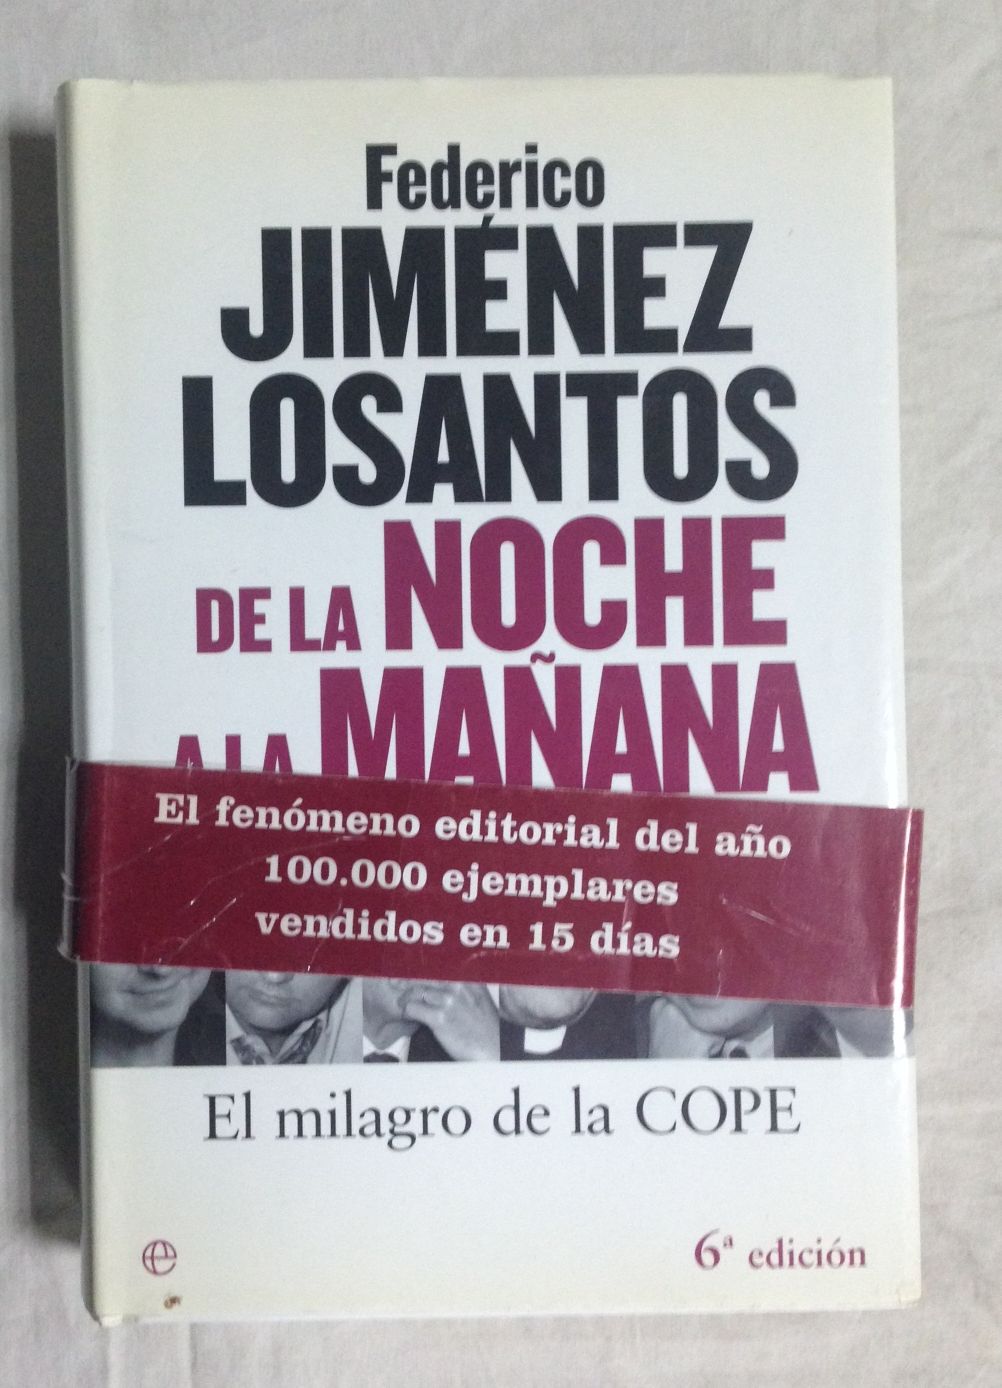 Federico
JIMÉNEZ
LOSANTOS
DE LA NOCHE
A LA MAÑANA
El fenómeno editorial del año
100.000 ejemplares
vendidos en 15 días
El milagro de la COPE
6ª edición